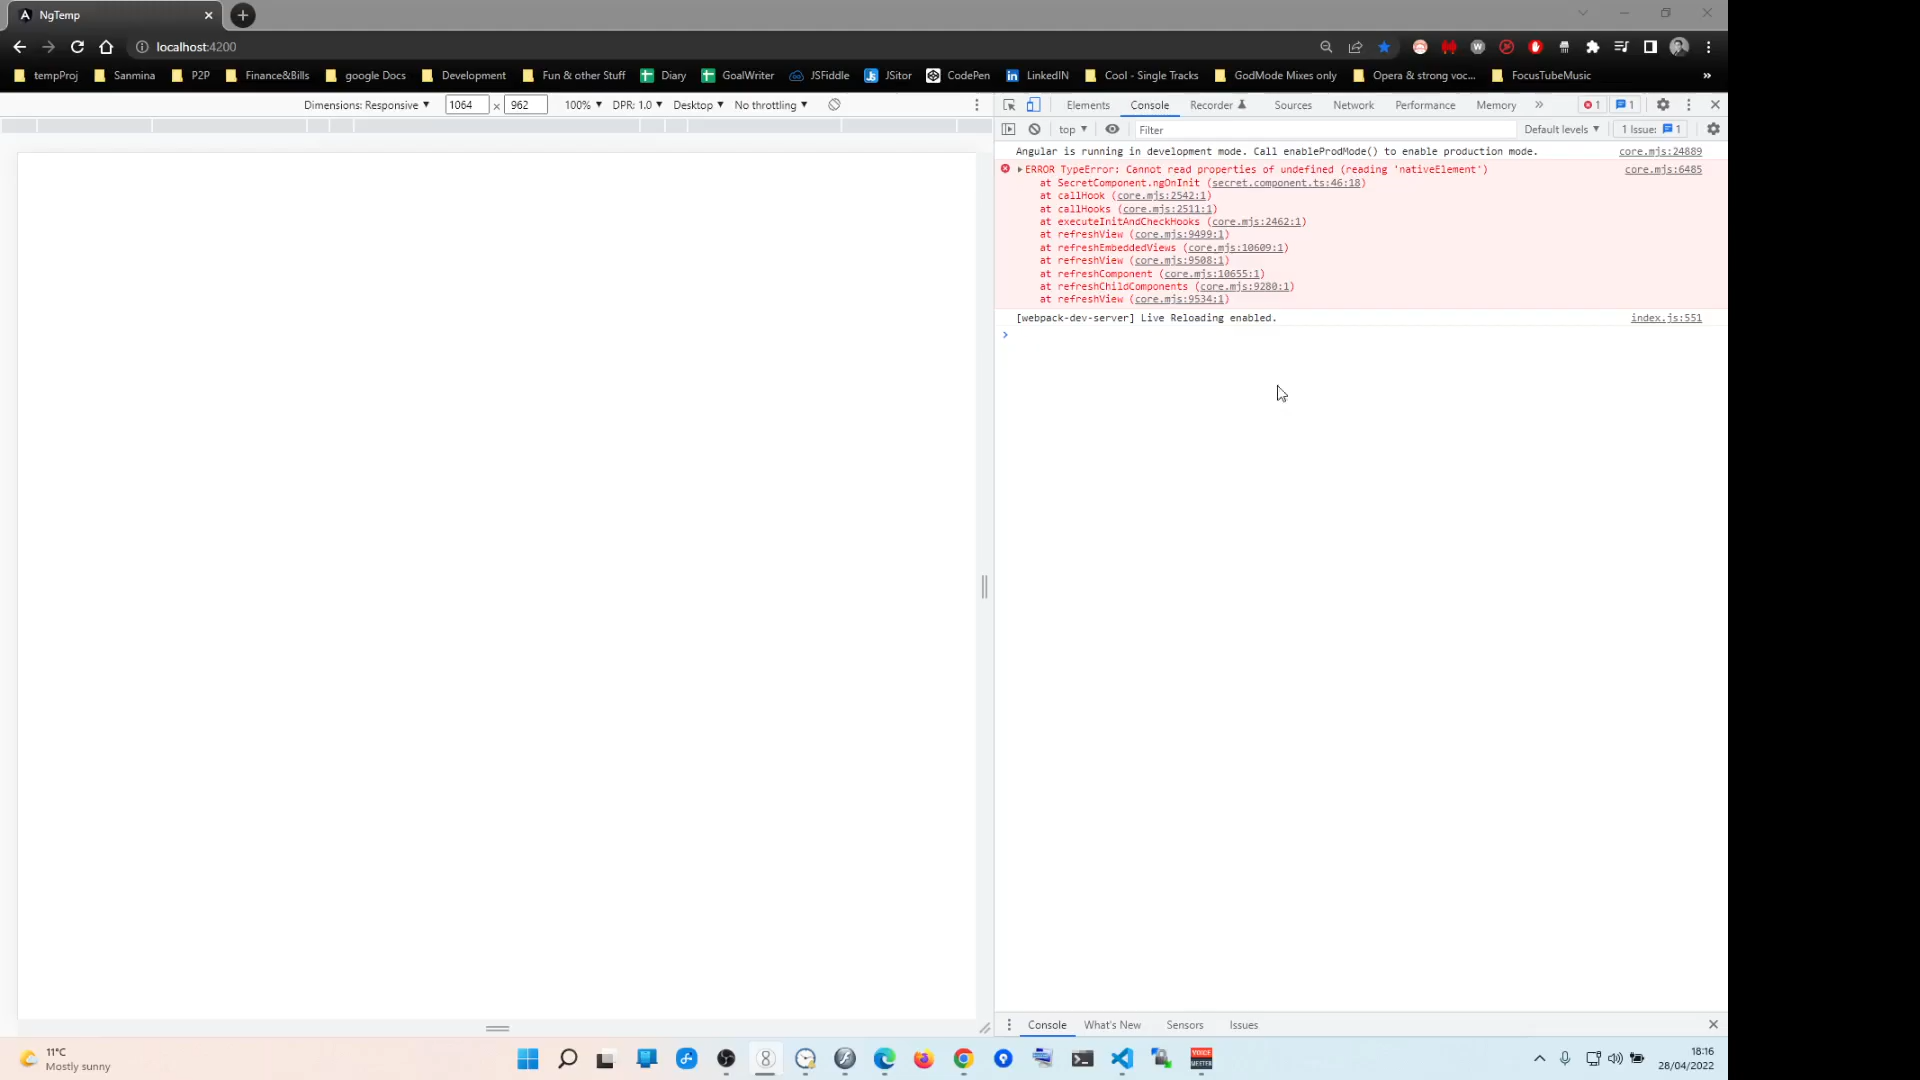 NgTemp
localhost:4200
tempProj Sanmina P2P Finance&Bills google Docs Development Fun & other Stuff Diary GoalWriter JSFiddle JSitor CodePen LinkedIN Cool - Single Tracks GodMode Mixes only Opera & strong voc... FocusTubeMusic »
Dimensions: Responsive ▼ 1064 x 962 100% ▼ DPR: 1.0 ▼ Desktop ▼ No throttling ▼
Elements Console Recorder Sources Network Performance Memory » 1 1
top ▼ Filter Default levels ▼ 1 Issue: 1
Angular is running in development mode. Call enableProdMode() to enable production mode. core.mjs:24889
ERROR TypeError: Cannot read properties of undefined (reading 'nativeElement') core.mjs:6485
at SecretComponent.ngOnInit (secret.component.ts:46:18)
at callHook (core.mjs:2542:1)
at callHooks (core.mjs:2511:1)
at executeInitAndCheckHooks (core.mjs:2462:1)
at refreshView (core.mjs:9499:1)
at refreshEmbeddedViews (core.mjs:10609:1)
at refreshView (core.mjs:9508:1)
at refreshComponent (core.mjs:10655:1)
at refreshChildComponents (core.mjs:9280:1)
at refreshView (core.mjs:9534:1)
[webpack-dev-server] Live Reloading enabled. index.js:551
Console What's New Sensors Issues
11°C
Mostly sunny
VOICE
MEETER
18:16
28/04/2022